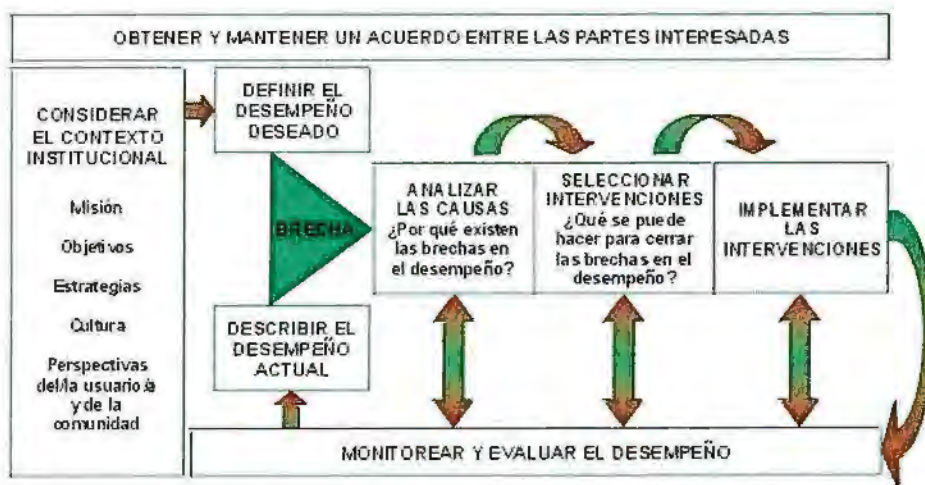 OBTENER Y MANTENER UN ACUERDO ENTRE LAS PARTES INTERESADAS
CONSIDERAR
EL CONTEXTO
INSTITUCIONAL
Misión
Objetivos
Estrategias
Cultura
Perspectivas
del/la usuario/a
y de la
comunidad
DEFINIR EL
DESEMPEÑO
DESEADO
BRECHA
DESCRIBIR EL
DESEMPEÑO
ACTUAL
ANALIZAR
LAS CAUSAS
¿Por qué existen
las brechas en
el desempeño?
SELECCIONAR
INTERVENCIONES
¿Qué se puede
hacer para cerrar
las brechas en el
desempeño?
IMPLEMENTAR
LAS
INTERVENCIONES
MONITOREAR Y EVALUAR EL DESEMPEÑO